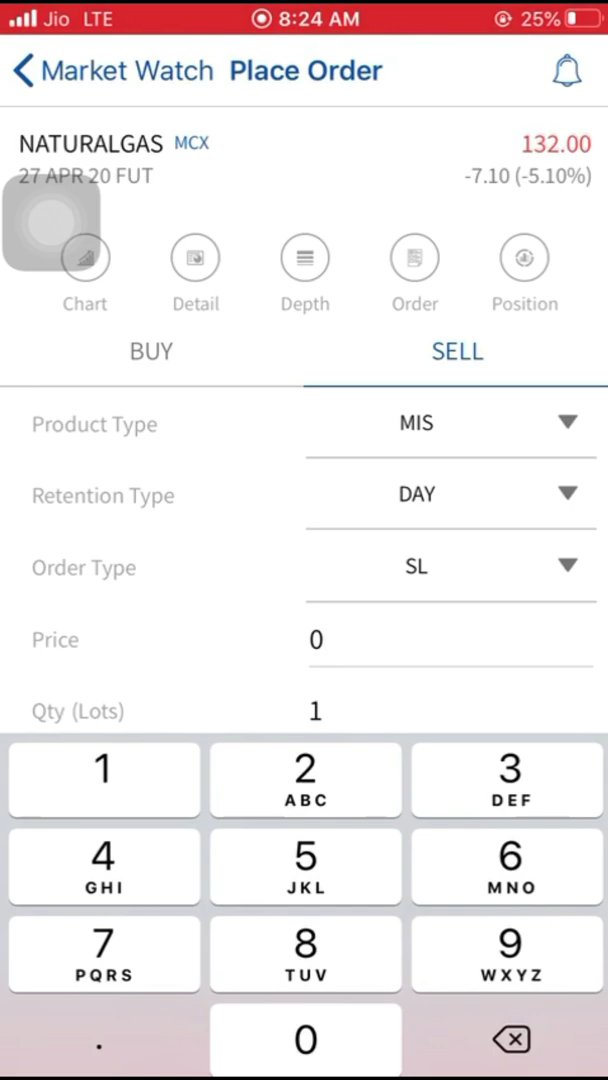 Jio LTE 8:24 AM 25%
Market Watch Place Order
NATURALGAS MCX 132.00
27 APR 20 FUT -7.10 (-5.10%)
Chart Detail Depth Order Position
BUY SELL
Product Type MIS
Retention Type DAY
Order Type SL
Price 0
Qty (Lots) 1
1 2 3
ABC DEF
4 5 6
GHI JKL MNO
7 8 9
PQRS TUV WXYZ
. 0